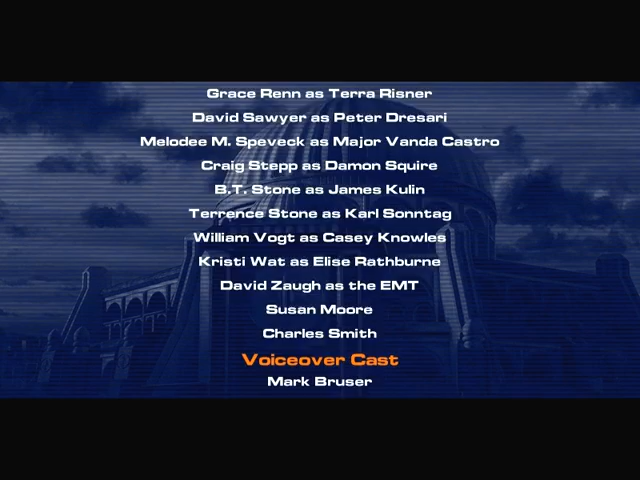 Grace Renn as Terra Risner
David Sawyer as Peter Dresari
Melodee M. Speveck as Major Vanda Castro
Craig Stepp as Damon Squire
B.T. Stone as James Kulin
Terrence Stone as Karl Sonntag
William Vogt as Casey Knowles
Kristi Wat as Elise Rathburne
David Zaugh as the EMT
Susan Moore
Charles Smith
Voiceover Cast
Mark Bruser